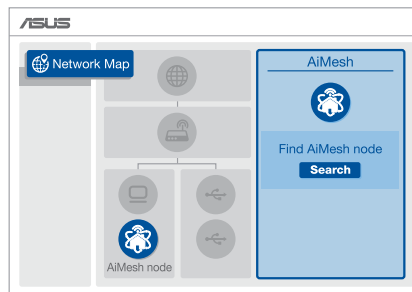 ASUS
Network Map
AiMesh
Find AiMesh node
Search
AiMesh node